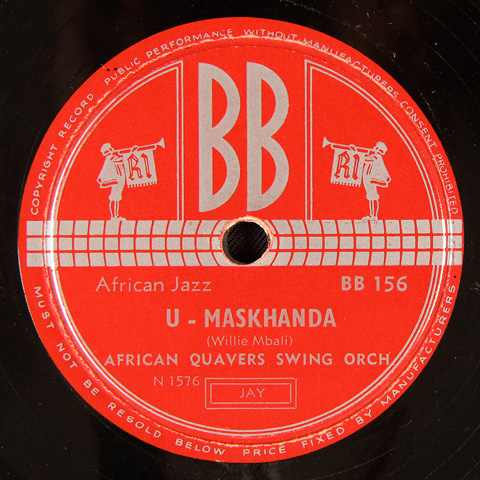 COPYRIGHT RECORD PUBLIC PERFORMANCE WITHOUT MANUFACTURERS CONSENT PROHIBITED
BB
RI RI
African Jazz BB 156
U - MASKHANDA
(Willie Mbali)
AFRICAN QUAVERS SWING ORCH
N 1576 JAY
MUST NOT BE RESOLD BELOW PRICE FIXED BY MANUFACTURERS